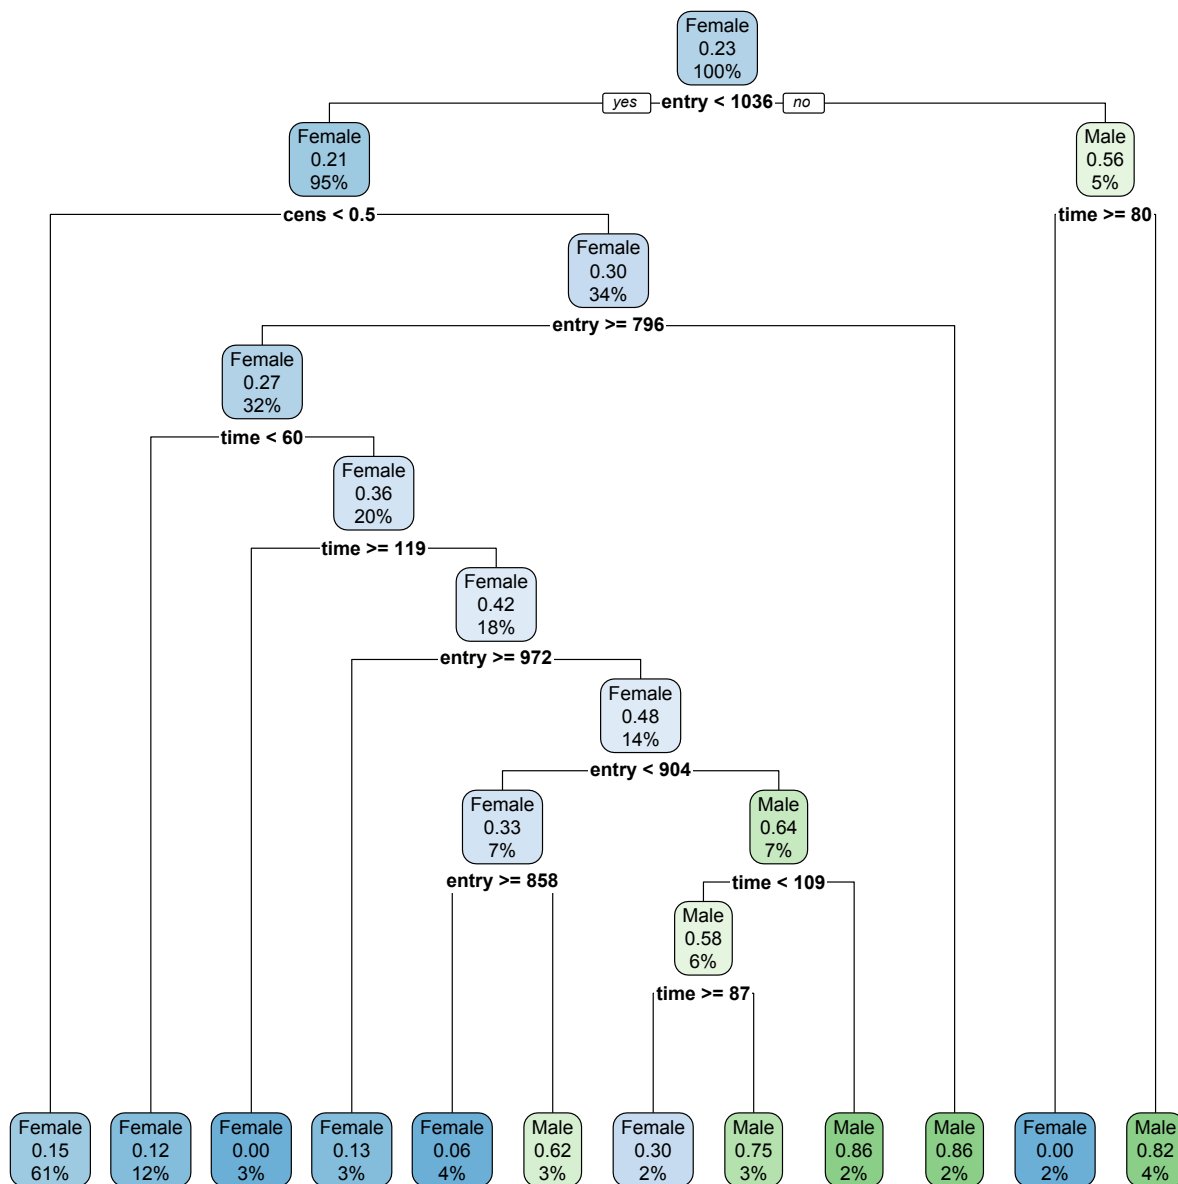 Female
0.23
100%
yes entry < 1036 no
Female
0.21
95%
Male
0.56
5%
cens < 0.5
time >= 80
Female
0.30
34%
entry >= 796
Female
0.27
32%
time < 60
Female
0.36
20%
time >= 119
Female
0.42
18%
entry >= 972
Female
0.48
14%
entry < 904
Female
0.33
7%
Male
0.64
7%
entry >= 858
time < 109
Male
0.58
6%
time >= 87
Female
0.15
61%
Female
0.12
12%
Female
0.00
3%
Female
0.13
3%
Female
0.06
4%
Male
0.62
3%
Female
0.30
2%
Male
0.75
3%
Male
0.86
2%
Male
0.86
2%
Female
0.00
2%
Male
0.82
4%